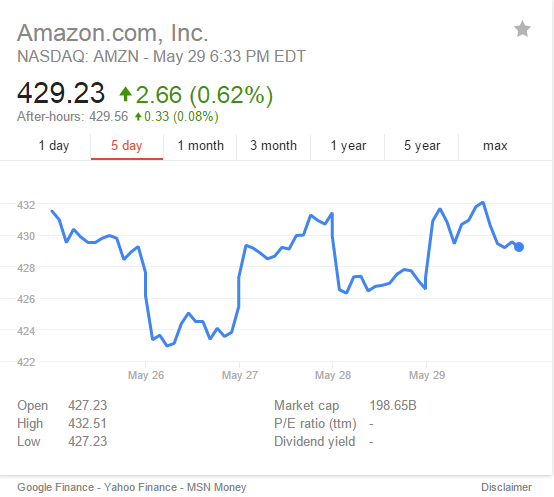 Amazon.com, Inc.
NASDAQ: AMZN - May 29 6:33 PM EDT
429.23 2.66 (0.62%)
After-hours: 429.56 0.33 (0.08%)
1 day 5 day 1 month 3 month 1 year 5 year max
432
430
428
426
424
422
May 26 May 27 May 28 May 29
Open 427.23 Market cap 198.65B
High 432.51 P/E ratio (ttm) -
Low 427.23 Dividend yield -
Google Finance - Yahoo Finance - MSN Money Disclaimer